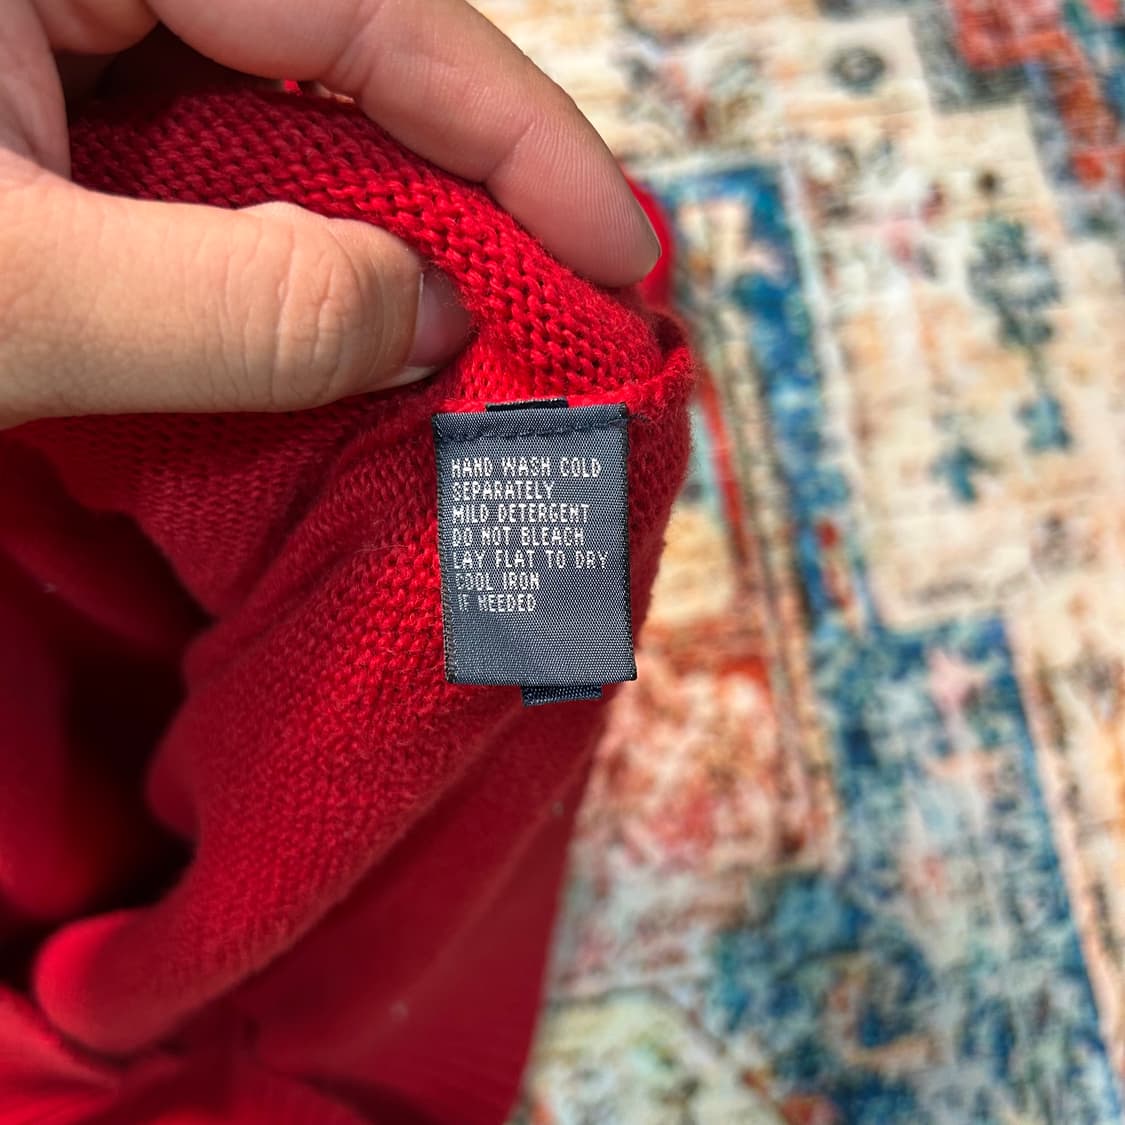 HAND WASH COLD
SEPARATELY
MILD DETERGENT
DO NOT BLEACH
LAY FLAT TO DRY
COOL IRON
IF NEEDED